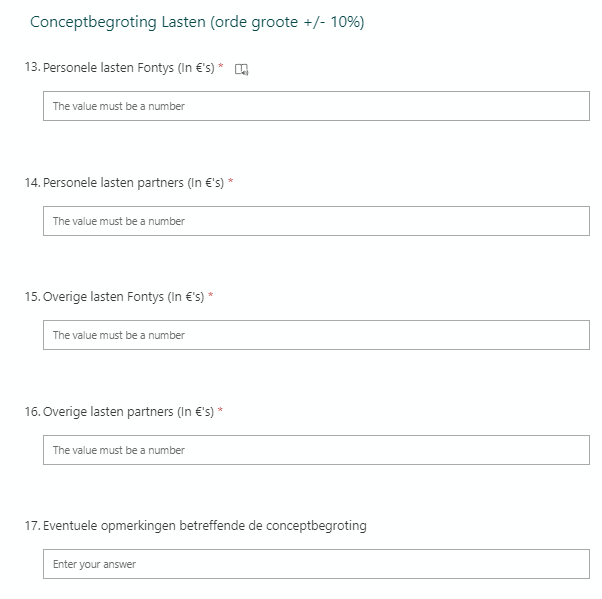 Conceptbegroting Lasten (orde groote +/- 10%)
13. Personele lasten Fontys (In €'s) *
The value must be a number
14. Personele lasten partners (In €'s) *
The value must be a number
15. Overige lasten Fontys (In €'s) *
The value must be a number
16. Overige lasten partners (In €'s) *
The value must be a number
17. Eventuele opmerkingen betreffende de conceptbegroting
Enter your answer